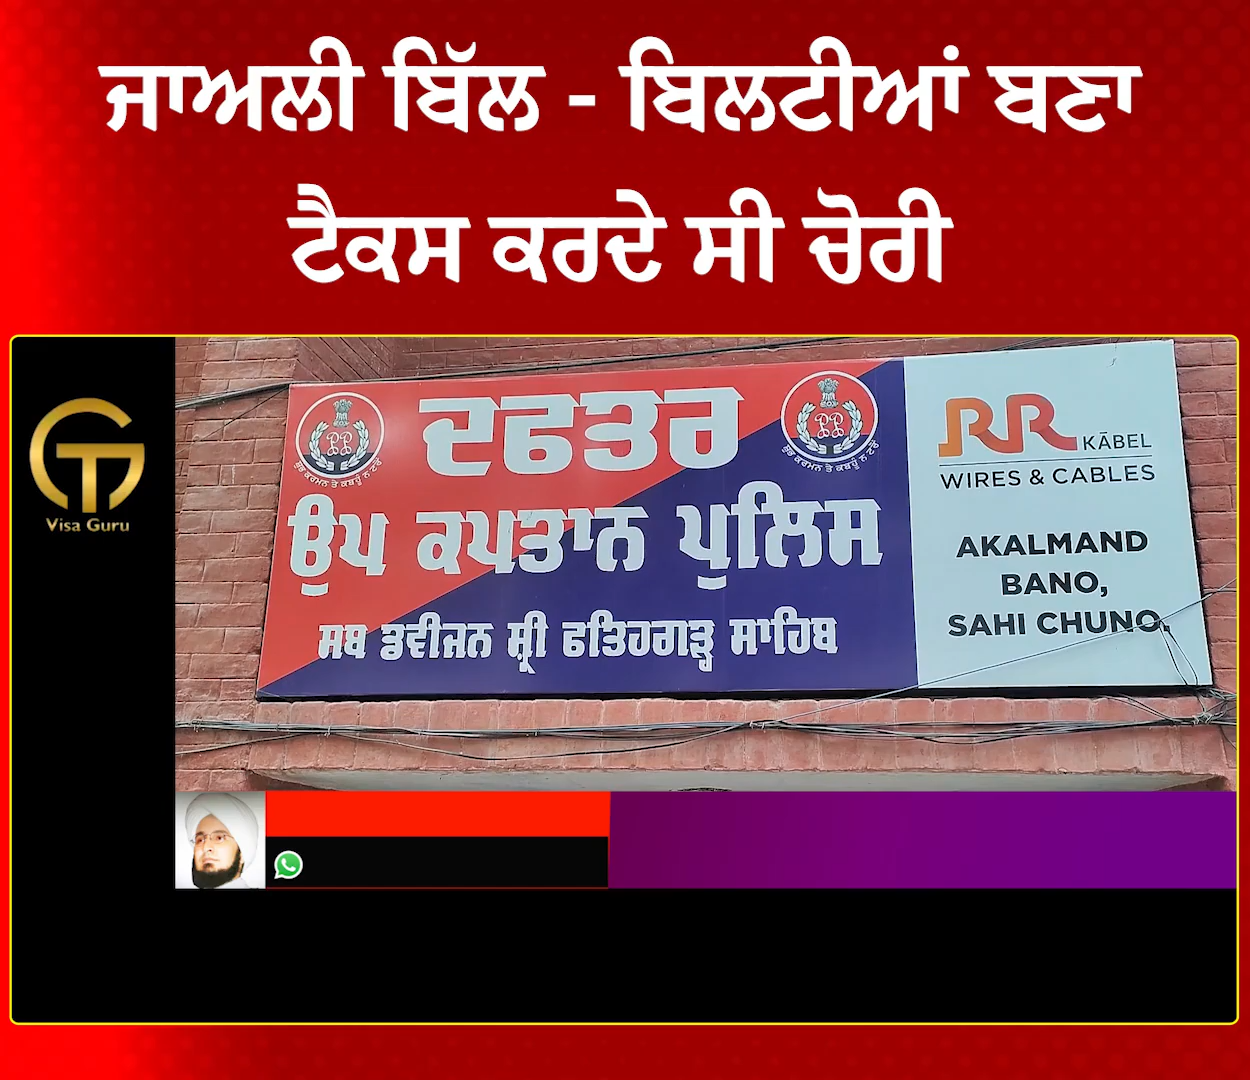 ਜਾਅਲੀ ਬਿੱਲ - ਬਿਲਟੀਆਂ ਬਣਾ
ਟੈਕਸ ਕਰਦੇ ਸੀ ਚੋਰੀ
Visa Guru
ਦਫਤਰ
ਉਪ ਕਪਤਾਨ ਪੁਲਿਸ
ਸਬ ਡਵੀਜਨ ਸ਼੍ਰੀ ਫਤਿਹਗੜ੍ਹ ਸਾਹਿਬ
RR KĀBEL
WIRES & CABLES
AKALMAND
BANO,
SAHI CHUNO.